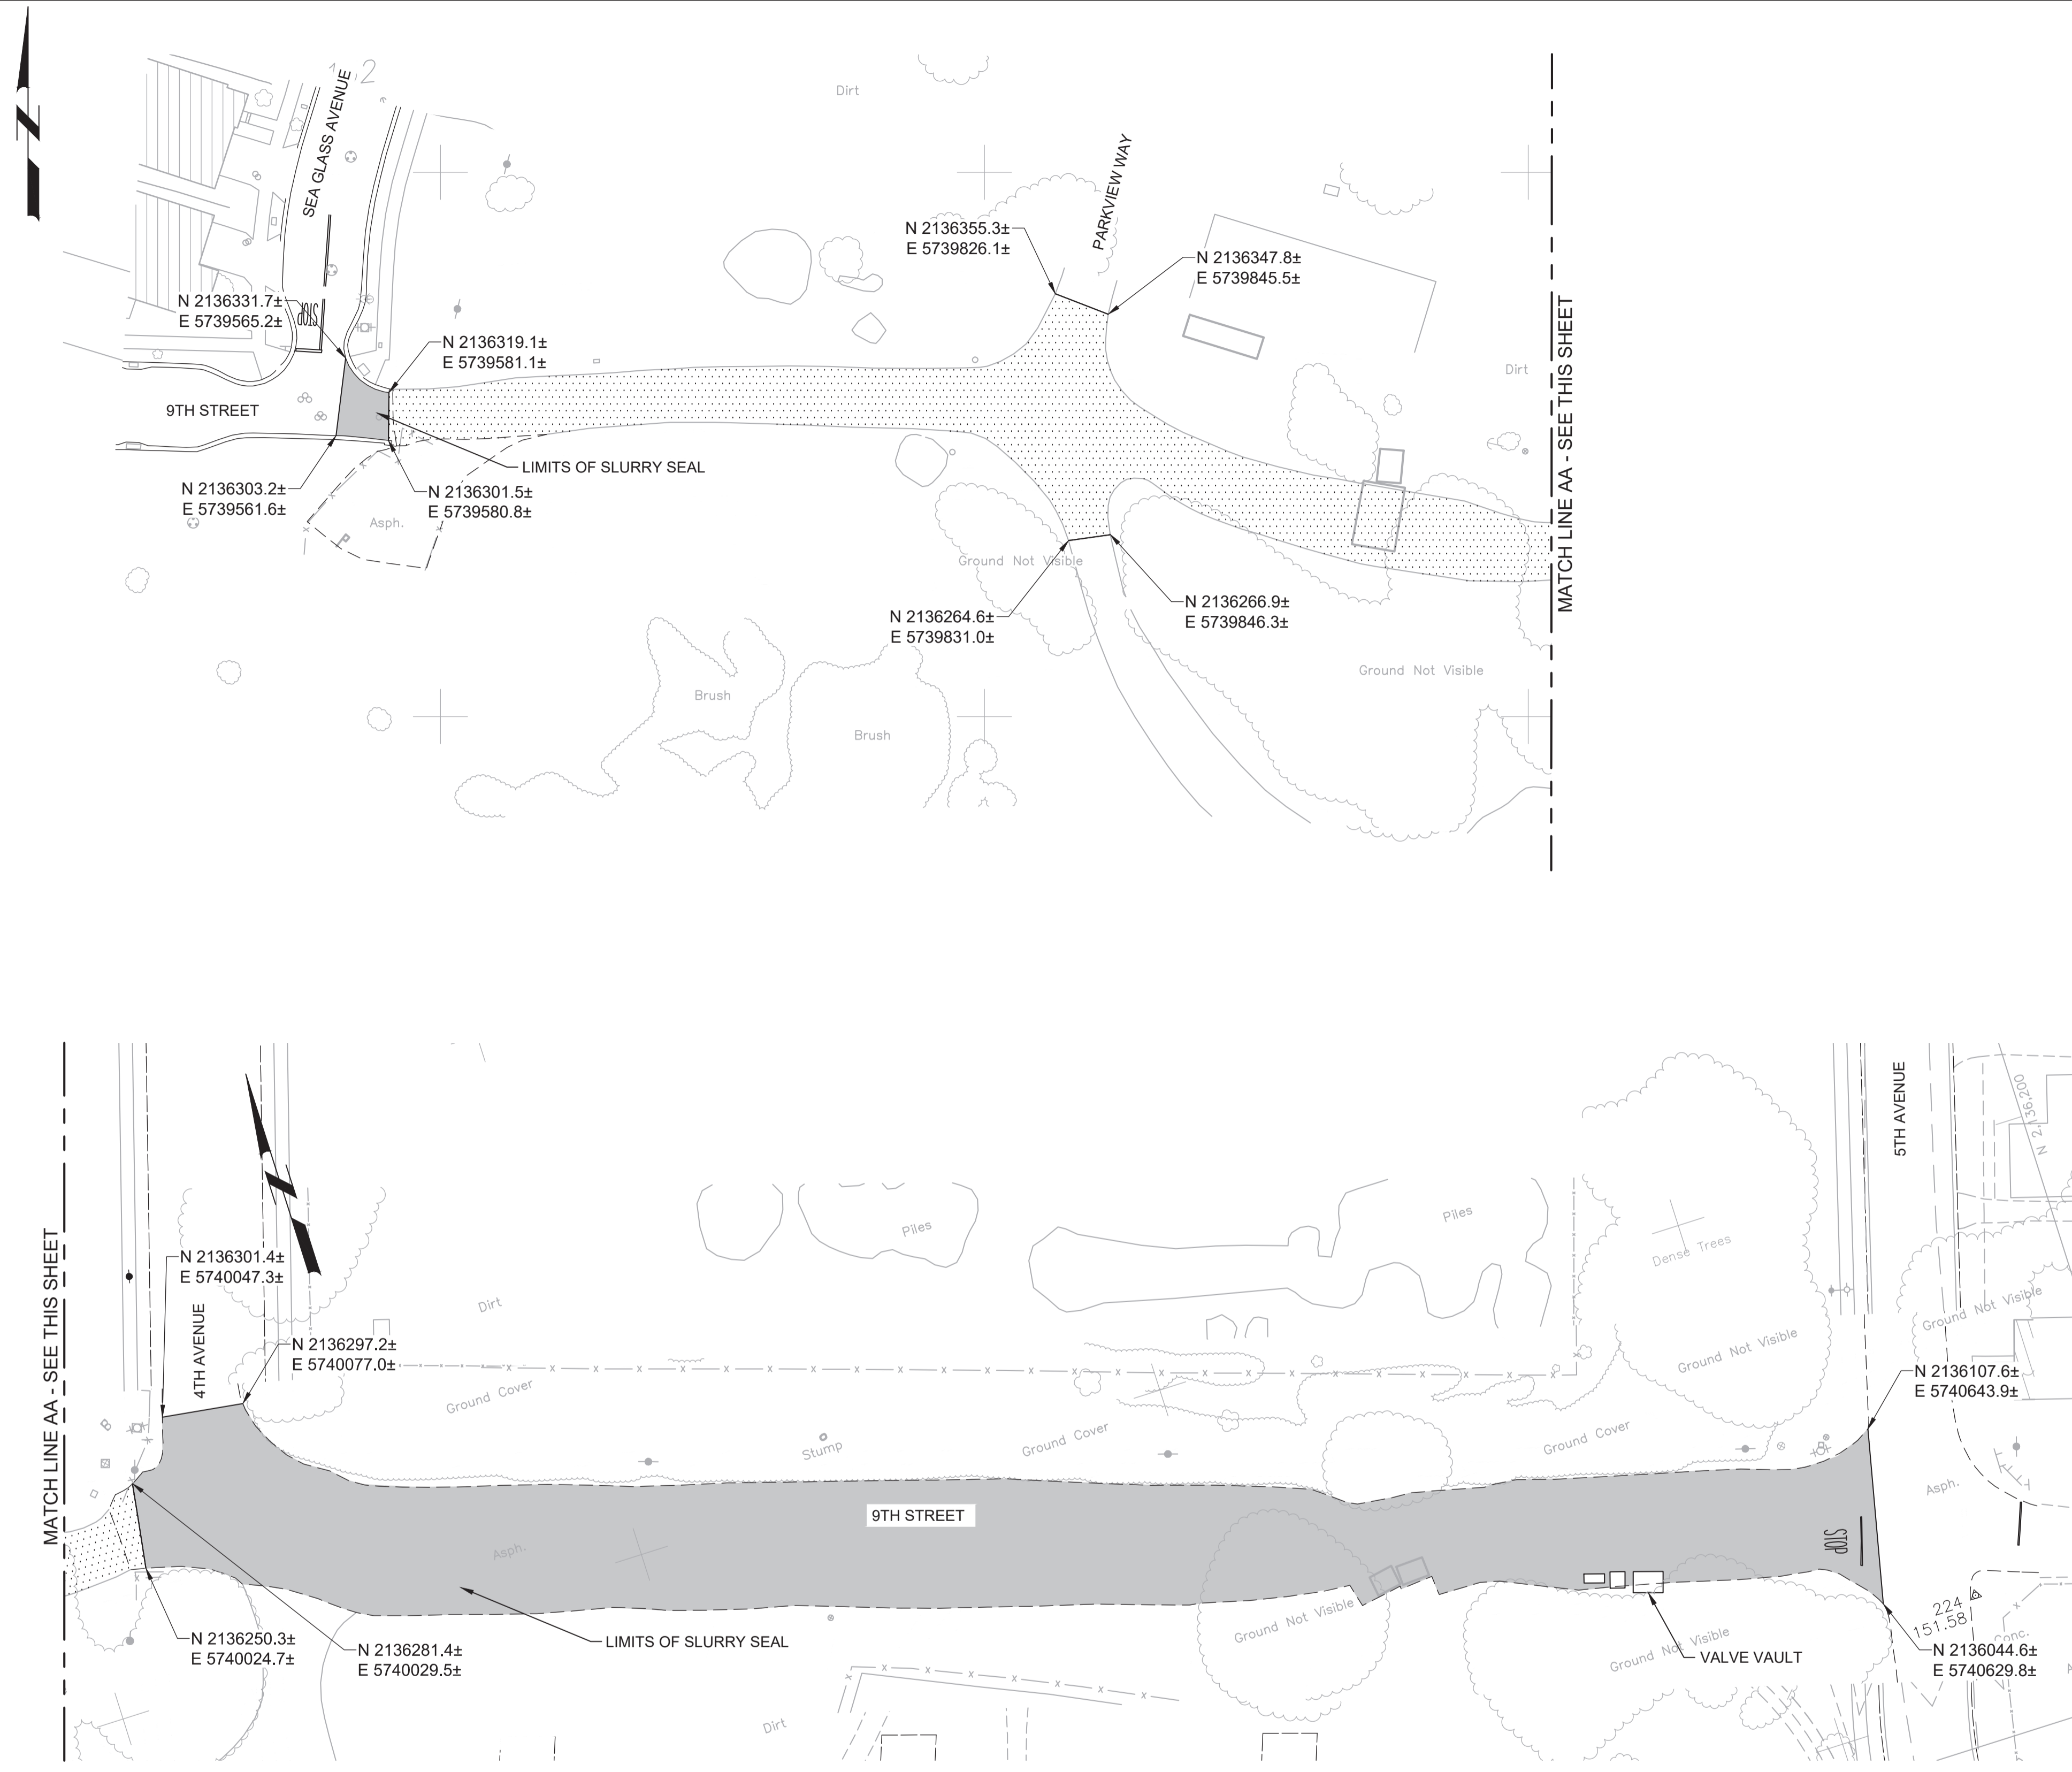 Dirt
SEA GLASS AVENUE
PARKVIEW WAY
N 2136355.3±
E 5739826.1±
N 2136347.8±
E 5739845.5±
N 2136331.7±
E 5739565.2±
STOP
N 2136319.1±
E 5739581.1±
Dirt
9TH STREET
LIMITS OF SLURRY SEAL
N 2136303.2±
E 5739561.6±
N 2136301.5±
E 5739580.8±
Asph.
MATCH LINE AA - SEE THIS SHEET
Ground Not Visible
N 2136264.6±
E 5739831.0±
N 2136266.9±
E 5739846.3±
Ground Not Visible
Brush
Brush
MATCH LINE AA - SEE THIS SHEET
5TH AVENUE
N 2,136,200
Piles
Piles
Dense Trees
N 2136301.4±
E 5740047.3±
4TH AVENUE
Dirt
Ground Not Visible
N 2136297.2±
E 5740077.0±
Ground Not Visible
Ground Cover
N 2136107.6±
E 5740643.9±
Stump
Ground Cover
Ground Cover
Asph.
9TH STREET
STOP
Asph.
224
151.58
Ground Not Visible
N 2136250.3±
E 5740024.7±
N 2136281.4±
E 5740029.5±
LIMITS OF SLURRY SEAL
Ground Not Visible
VALVE VAULT
Conc.
N 2136044.6±
E 5740629.8±
Dirt